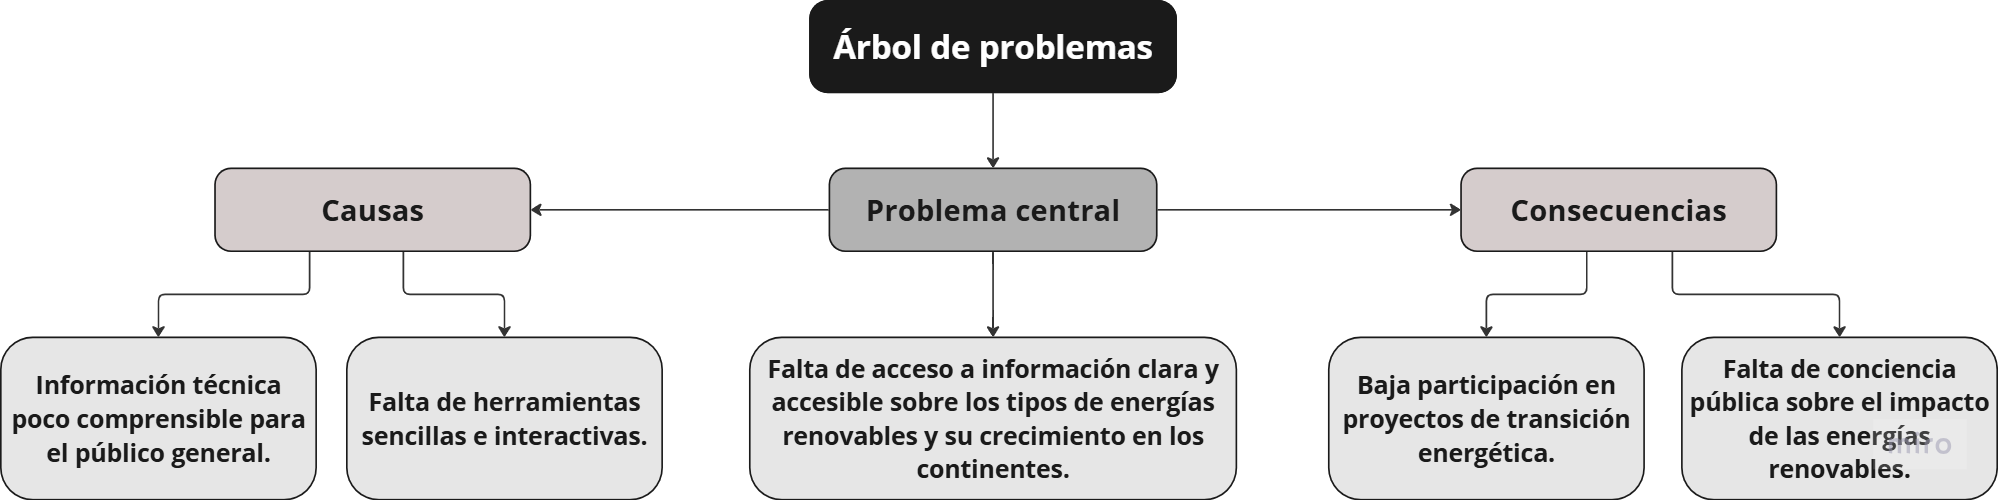 Árbol de problemas
Causas
Problema central
Consecuencias
Información técnica
poco comprensible para
el público general.
Falta de herramientas
sencillas e interactivas.
Falta de acceso a información clara y
accesible sobre los tipos de energías
renovables y su crecimiento en los
continentes.
Baja participación en
proyectos de transición
energética.
Falta de conciencia
pública sobre el impacto
de las energías
renovables.
miro